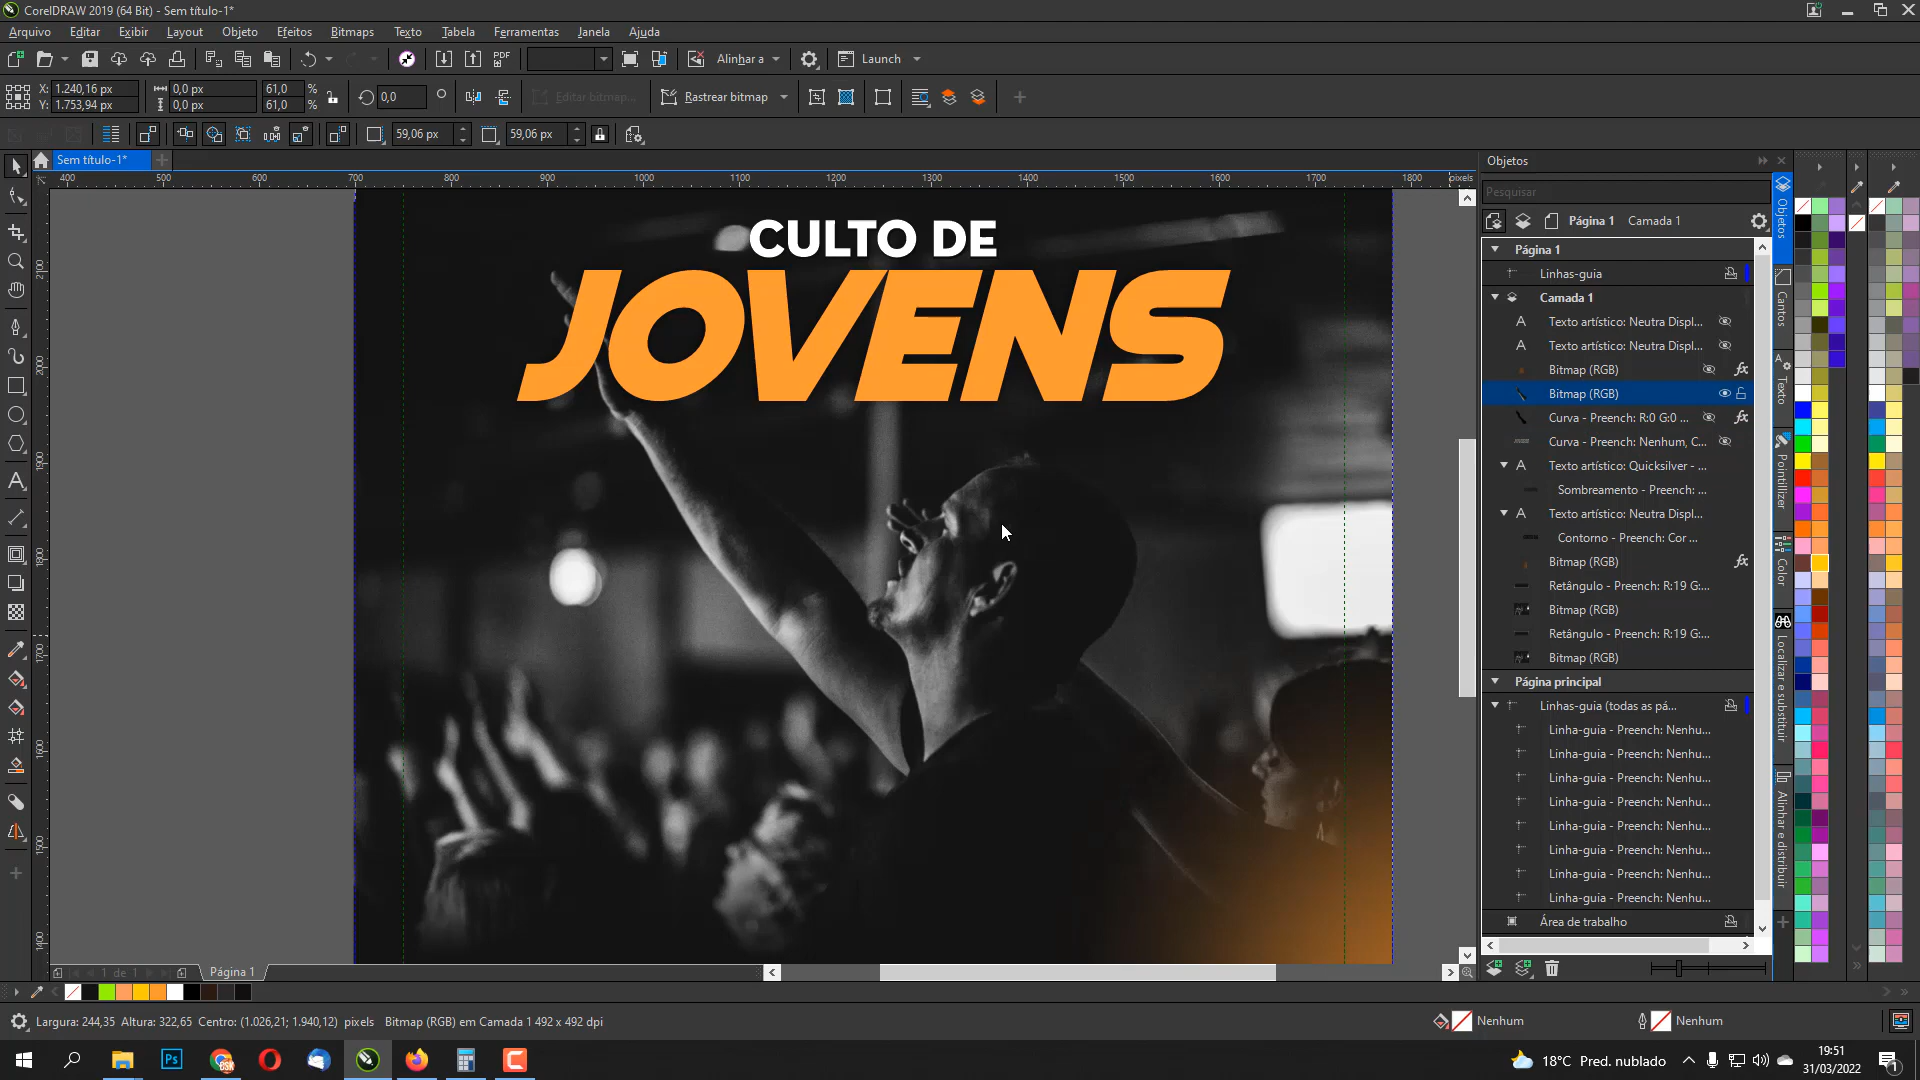 CorelDRAW 2019 (64 Bit) - Sem título-1*
Arquivo Editar Exibir Layout Objeto Efeitos Bitmaps Texto Tabela Ferramentas Janela Ajuda
PDF Alinhar a Launch
X: 1.240,16 px 0,0 px 61,0 %
Y: 1.753,94 px 0,0 px 61,0 %
0,0 Editar bitmap... Rastrear bitmap
59,06 px 59,06 px
Sem título-1*
Objetos
400 500 600 700 800 900 1000 1100 1200 1300 1400 1500 1600 1700 1800 pixels
Pesquisar
Página 1 Camada 1
Página 1
Linhas-guia
Camada 1
Texto artístico: Neutra Displ...
Texto artístico: Neutra Displ...
Bitmap (RGB)
Bitmap (RGB)
Curva - Preench: R:0 G:0 ...
Curva - Preench: Nenhum, C...
Texto artístico: Quicksilver - ...
Sombreamento - Preench: ...
Texto artístico: Neutra Displ...
Contorno - Preench: Cor ...
Bitmap (RGB)
Retângulo - Preench: R:19 G:...
Bitmap (RGB)
Retângulo - Preench: R:19 G:...
Bitmap (RGB)
Página principal
Linhas-guia (todas as pá...
Linha-guia - Preench: Nenhu...
Linha-guia - Preench: Nenhu...
Linha-guia - Preench: Nenhu...
Linha-guia - Preench: Nenhu...
Linha-guia - Preench: Nenhu...
Linha-guia - Preench: Nenhu...
Linha-guia - Preench: Nenhu...
Linha-guia - Preench: Nenhu...
Área de trabalho
Objetos
Cantos
Texto
Pointillizer
Color
Localizar e substituir
Alinhar e distribuir
CULTO DE
JOVENS
2100
2000
1900
1800
1700
1600
1500
1400
1 de 1 Página 1
Largura: 244,35 Altura: 322,65 Centro: (1.026,21; 1.940,12) pixels Bitmap (RGB) em Camada 1 492 x 492 dpi
Nenhum Nenhum
18°C Pred. nublado
19:51
31/03/2022